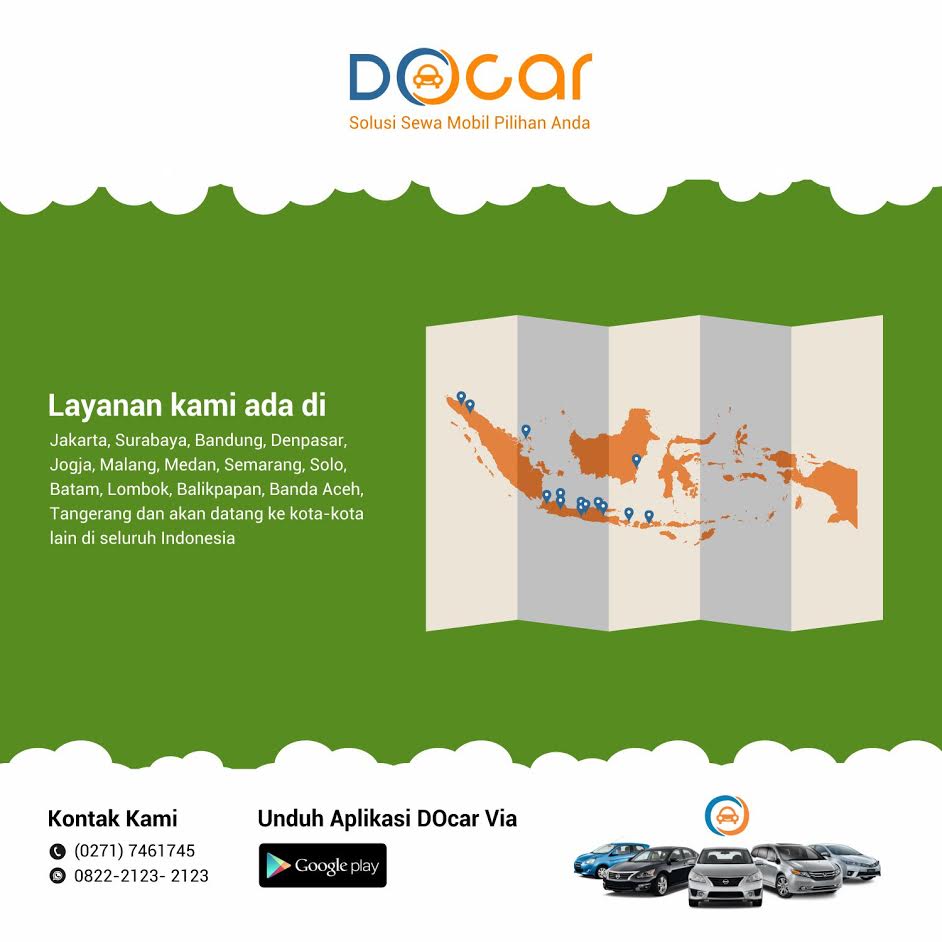 DOcar
Solusi Sewa Mobil Pilihan Anda
Layanan kami ada di
Jakarta, Surabaya, Bandung, Denpasar,
Jogja, Malang, Medan, Semarang, Solo,
Batam, Lombok, Balikpapan, Banda Aceh,
Tangerang dan akan datang ke kota-kota
lain di seluruh Indonesia
Kontak Kami
(0271) 7461745
0822-2123- 2123
Unduh Aplikasi DOcar Via
Google play